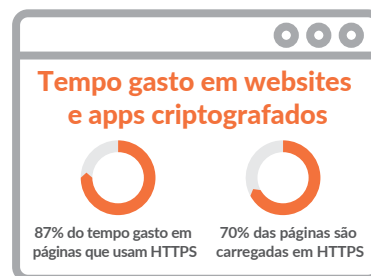 Tempo gasto em websites
e apps criptografados
87% do tempo gasto em
páginas que usam HTTPS
70% das páginas são
carregadas em HTTPS